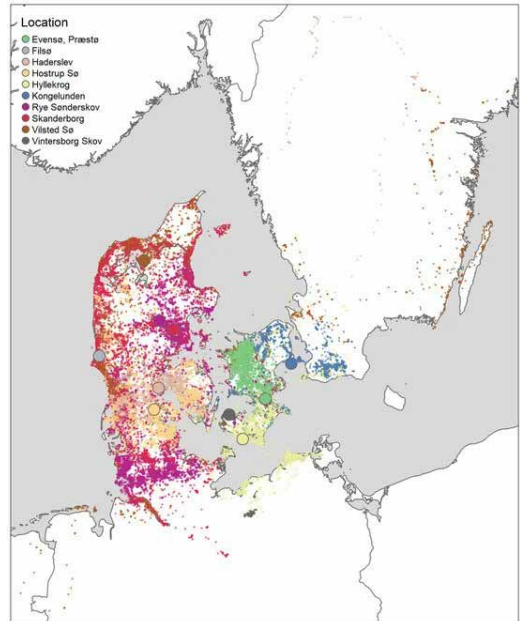 Location
Evensø, Præstø
Filsø
Haderslev
Hostrup Sø
Hyllekrog
Kongelunden
Rye Sønderskov
Skanderborg
Vilsted Sø
Vintersborg Skov